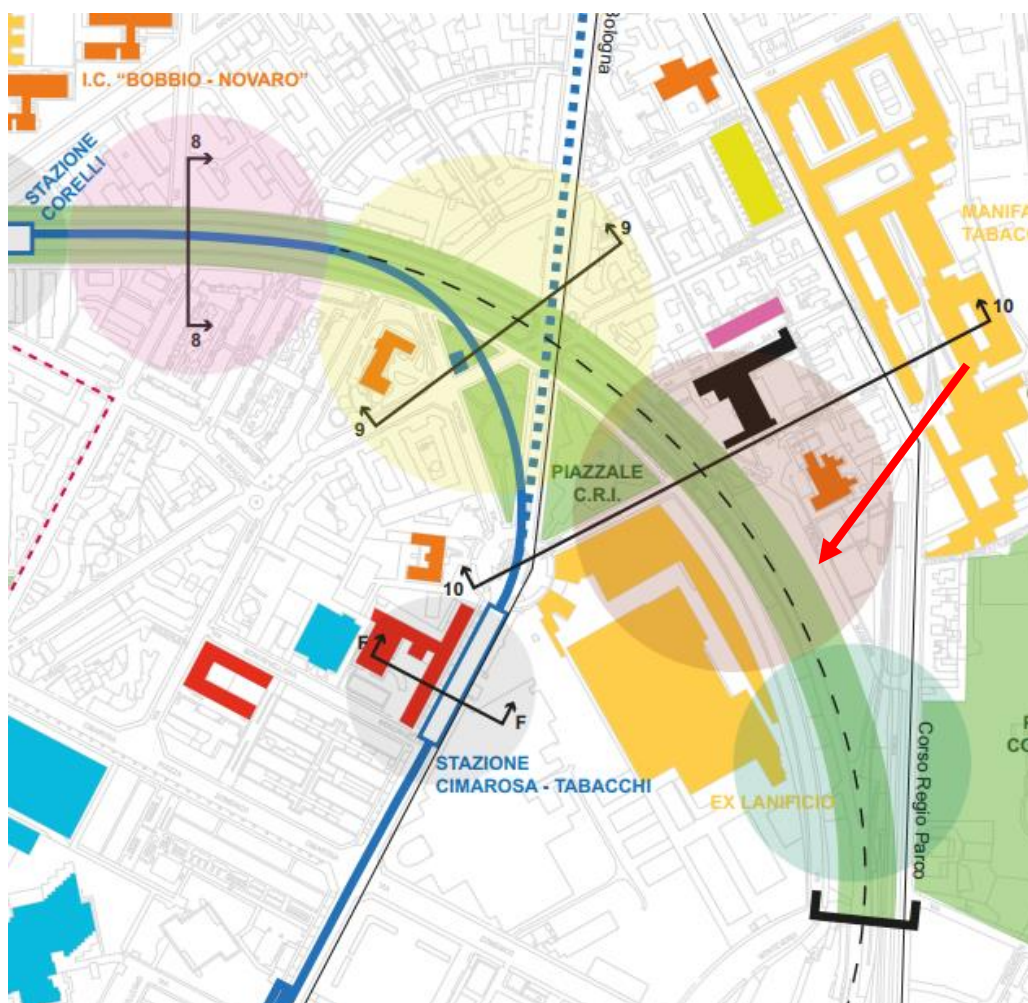 Bologna
I.C. "BOBBIO - NOVARO"
STAZIONE
CORELLI
8
8
9
9
MANIFA
TABACC
10
10
PIAZZALE
C.R.I.
F
F
STAZIONE
CIMAROSA - TABACCHI
EX LANIFICIO
Corso Regio Parco
CO